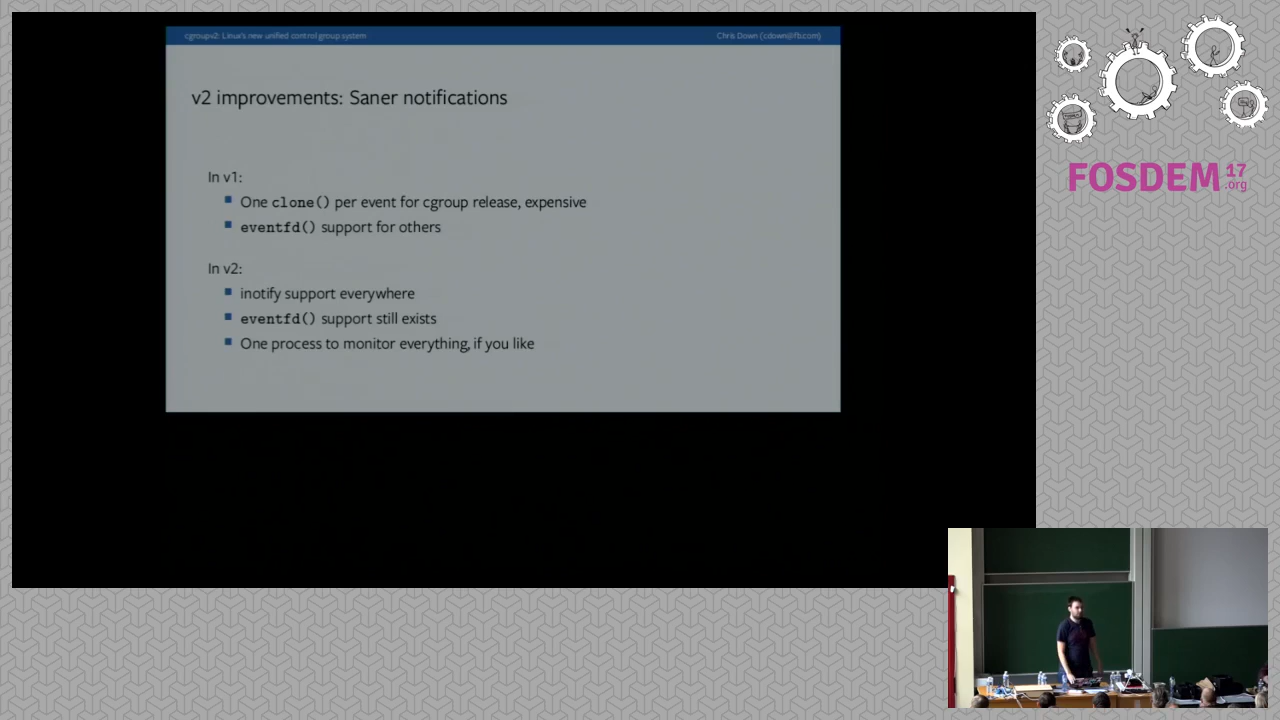 cgroupv2: Linux's new unified control group system
Chris Down (cdown@fb.com)
v2 improvements: Saner notifications
In v1:
One clone() per event for cgroup release, expensive
eventfd() support for others
In v2:
inotify support everywhere
eventfd() support still exists
One process to monitor everything, if you like
FOSDEM 17
.org